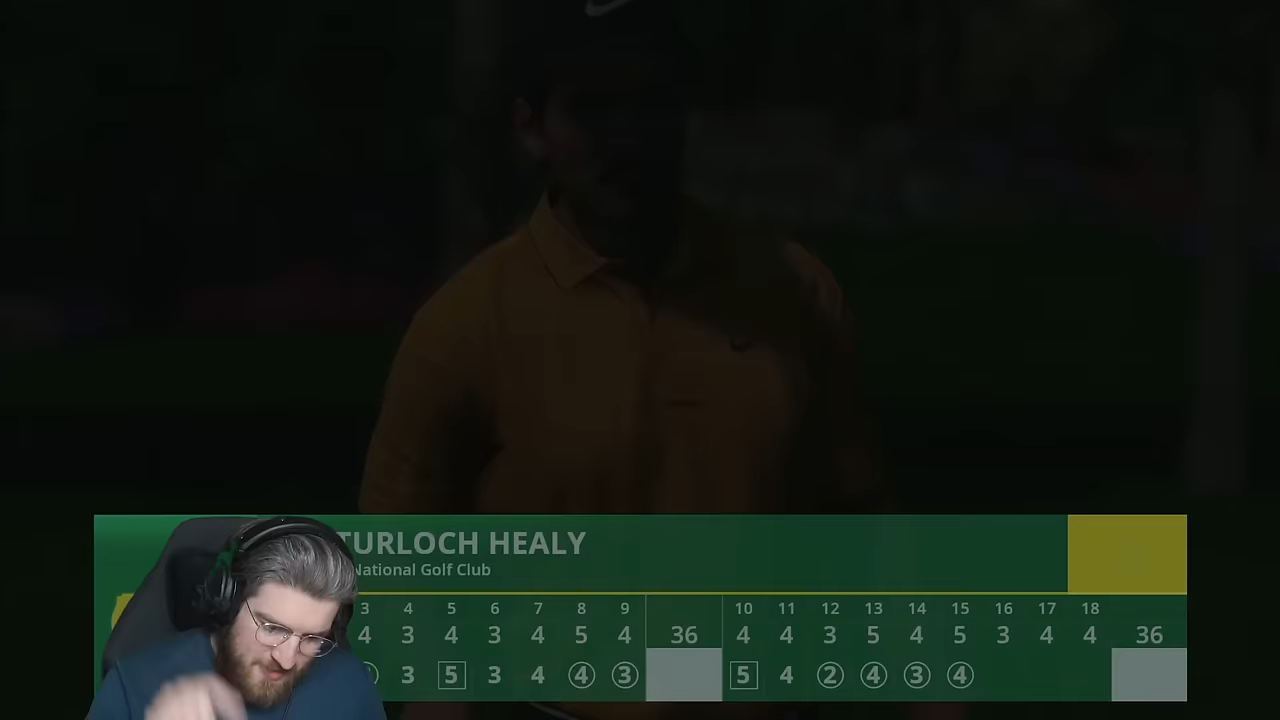 TURLOCH HEALY
National Golf Club
3 4 5 6 7 8 9 10 11 12 13 14 15 16 17 18
4 3 4 3 4 5 4 36 4 4 3 5 4 5 3 4 4 36
3 5 3 4 4 3 5 4 2 4 3 4